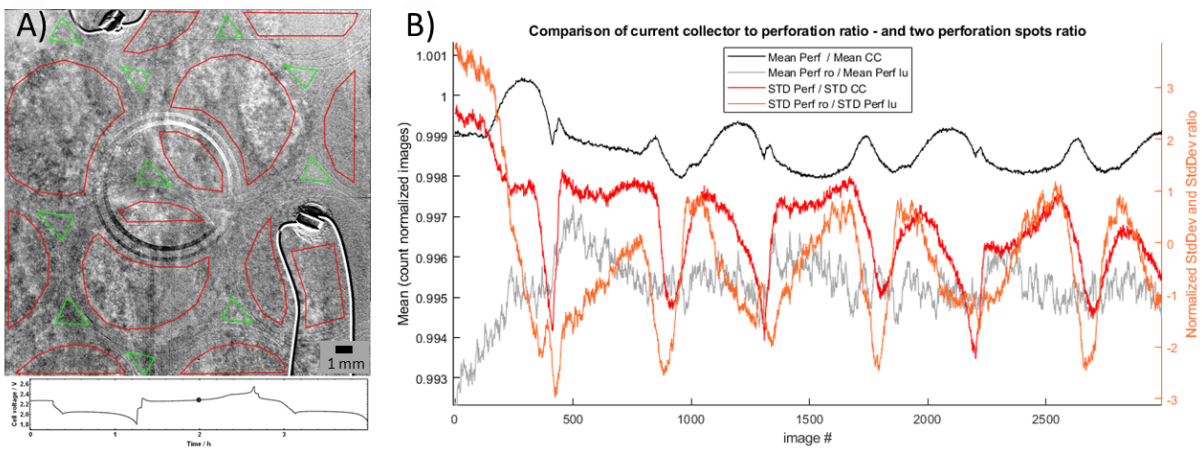 A)
1 mm
Cell voltage / V
2.6
2.4
2.2
2.0
1.8
0
1
2
3
Time / h
B)
Comparison of current collector to perforation ratio - and two perforation spots ratio
Mean Perf / Mean CC
Mean Perf ro / Mean Perf lu
STD Perf / STD CC
STD Perf ro / STD Perf lu
Mean (count normalized images)
1.001
1
0.999
0.998
0.997
0.996
0.995
0.994
0.993
0
500
1000
1500
2000
2500
image #
3
2
1
0
-1
-2
-3
Normalized StdDev and StdDev ratio